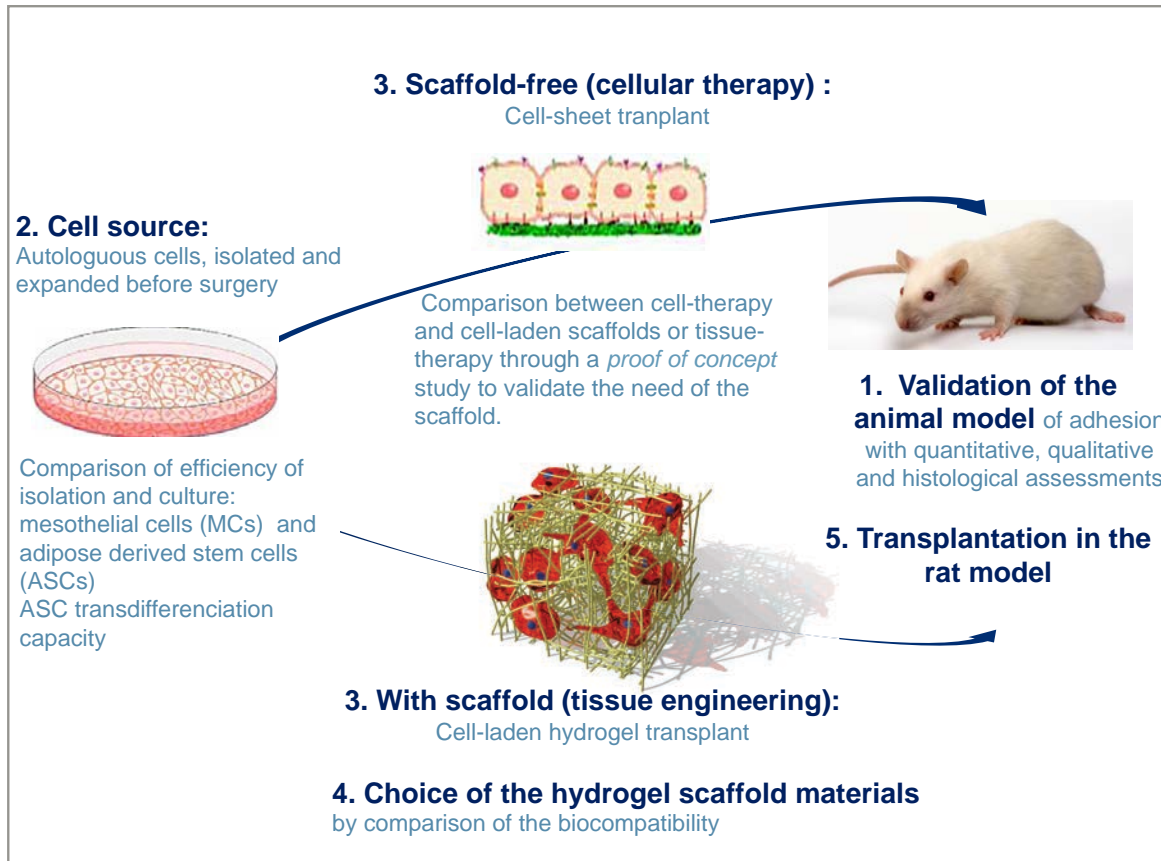 3. Scaffold-free (cellular therapy) :
Cell-sheet tranplant
2. Cell source:
Autologuous cells, isolated and
expanded before surgery
Comparison between cell-therapy
and cell-laden scaffolds or tissue-
therapy through a proof of concept
study to validate the need of the
scaffold.
1. Validation of the
animal model of adhesion
with quantitative, qualitative
and histological assessments
Comparison of efficiency of
isolation and culture:
mesothelial cells (MCs) and
adipose derived stem cells
(ASCs)
ASC transdifferenciation
capacity
5. Transplantation in the
rat model
3. With scaffold (tissue engineering):
Cell-laden hydrogel transplant
4. Choice of the hydrogel scaffold materials
by comparison of the biocompatibility